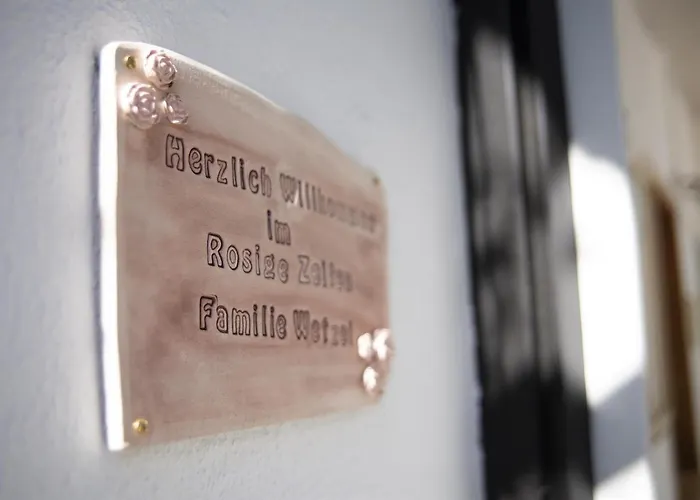 Herzlich Willkommen
im
Rosige Zeiten
Familie Wetzel